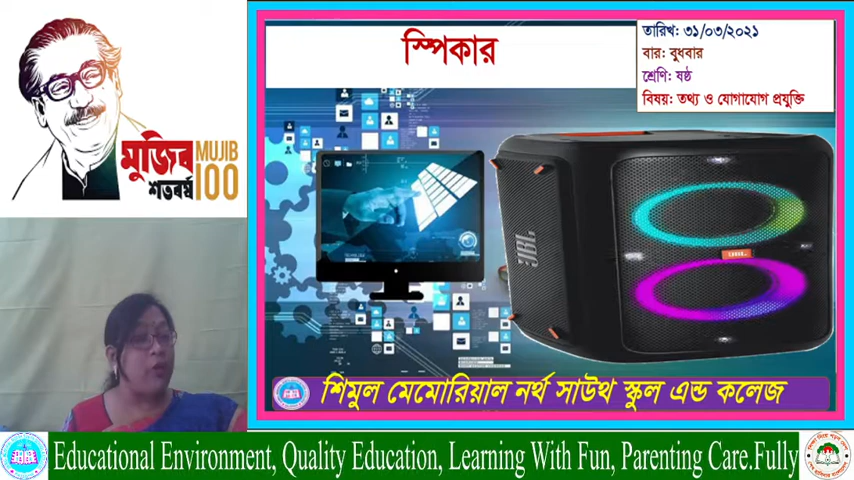 স্পিকার
তারিখ: ৩১/০৩/২০২১
বার: বুধবার
শ্রেণি: ষষ্ঠ
বিষয়: তথ্য ও যোগাযোগ প্রযুক্তি
মুজিব MUJIB
শতবর্ষ 100
JBL
JBL
শিমুল মেমোরিয়াল নর্থ সাউথ স্কুল এন্ড কলেজ
Educational Environment, Quality Education, Learning With Fun, Parenting Care.Fully